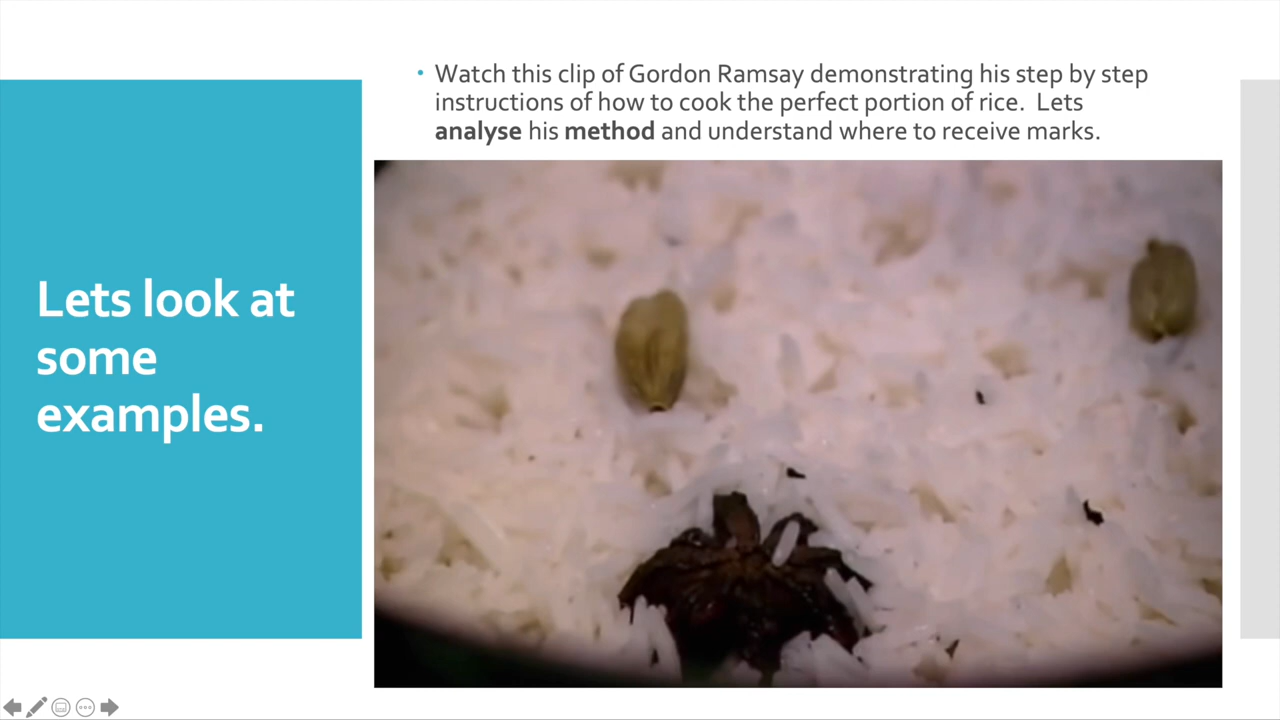 Lets look at
some
examples.
• Watch this clip of Gordon Ramsay demonstrating his step by step
instructions of how to cook the perfect portion of rice. Lets
analyse his method and understand where to receive marks.